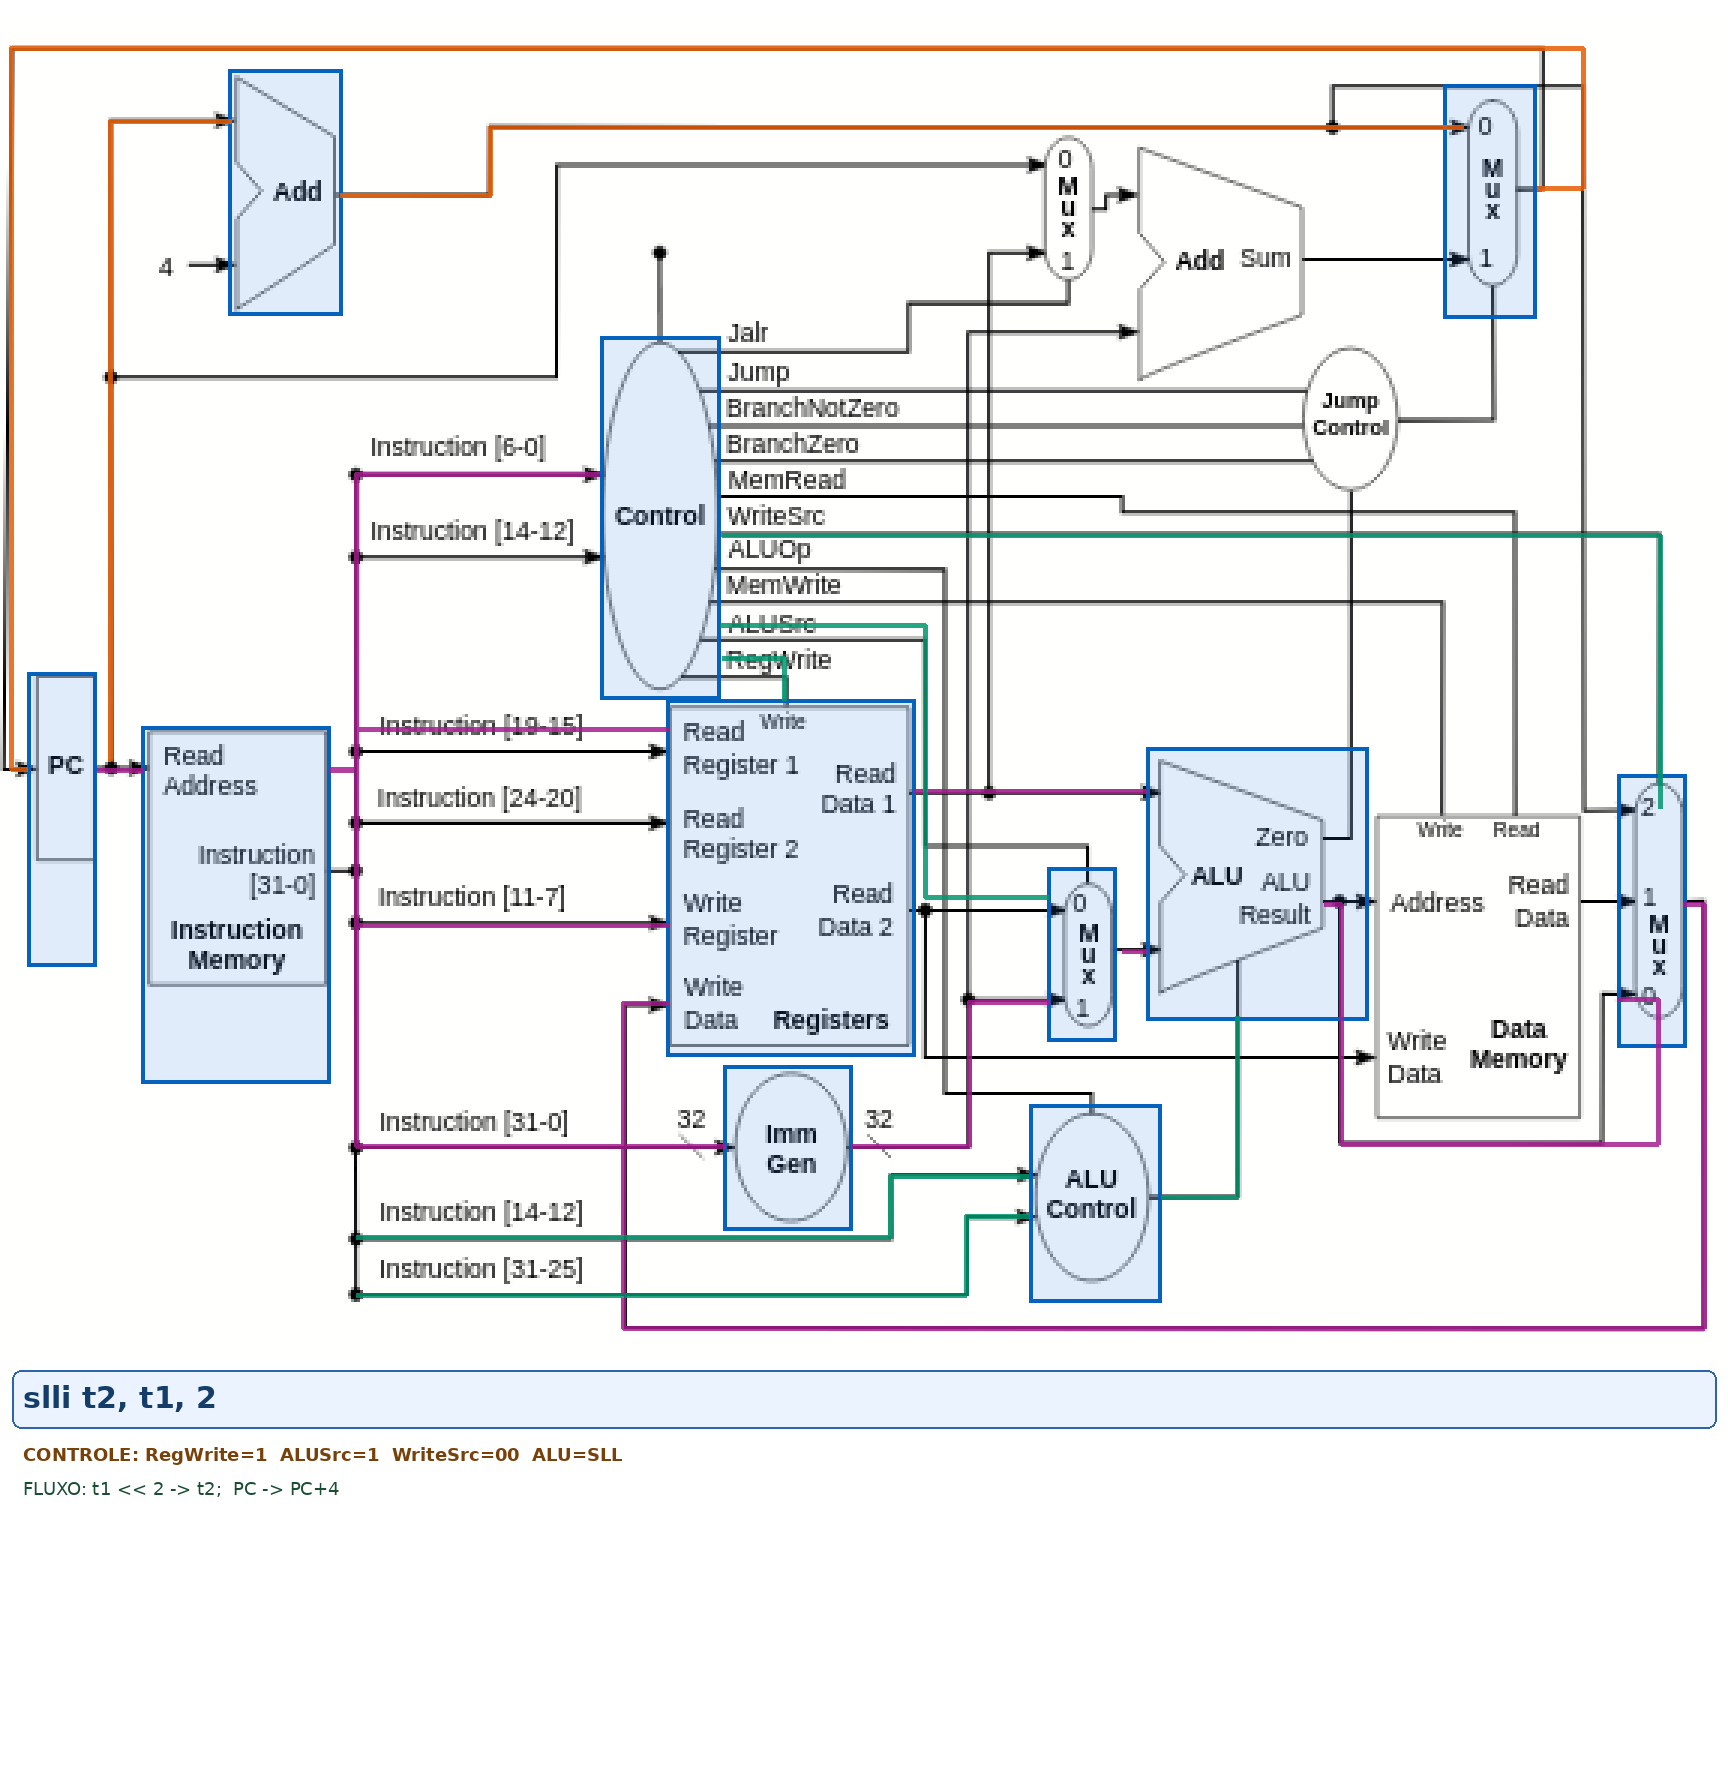 Add
4
0
M
u
x
1
Add
Sum
0
M
u
x
1
Jalr
Jump
BranchNotZero
BranchZero
MemRead
WriteSrc
ALUOp
MemWrite
ALUSrc
RegWrite
Jump
Control
Control
Instruction [6-0]
Instruction [14-12]
PC
Read
Address
Instruction
[31-0]
Instruction
Memory
Instruction [19-15]
Instruction [24-20]
Instruction [11-7]
Write
Read
Register 1
Read
Register 2
Write
Register
Write
Data
Read
Data 1
Read
Data 2
Registers
0
M
u
x
1
Zero
ALU
ALU
Result
Write
Read
Address
Read
Data
Write
Data
Data
Memory
2
1
M
u
x
0
Instruction [31-0]
32
Imm
Gen
32
Instruction [14-12]
Instruction [31-25]
ALU
Control
slli t2, t1, 2
CONTROLE: RegWrite=1 ALUSrc=1 WriteSrc=00 ALU=SLL
FLUXO: t1 << 2 -> t2; PC -> PC+4